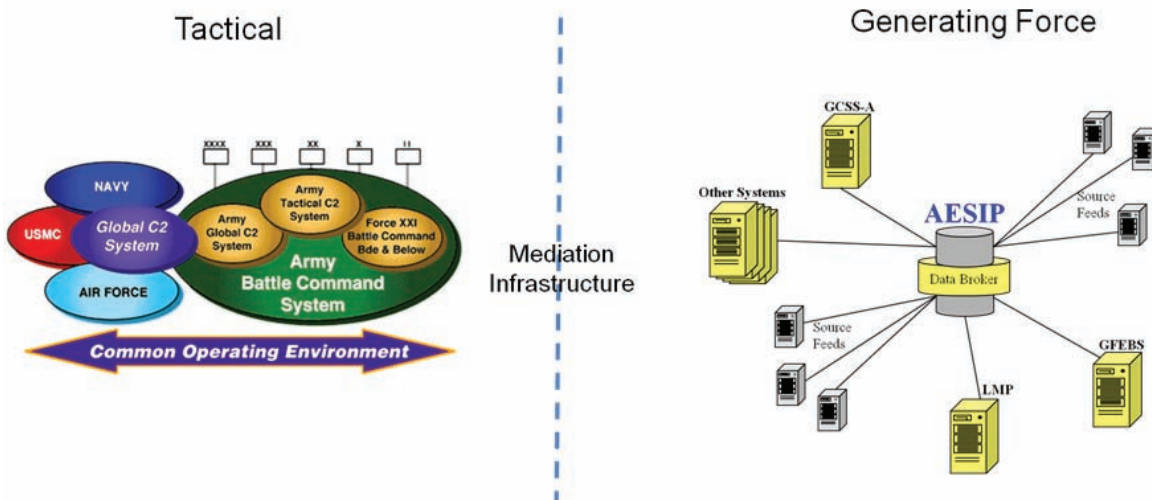 Tactical
Generating Force
XXXX
XXX
XX
X
II
NAVY
USMC
Global C2
System
AIR FORCE
Army
Global C2
System
Army
Tactical C2
System
Force XXI
Battle Command
Bde & Below
Army
Battle Command
System
Common Operating Environment
Mediation
Infrastructure
GCSS-A
Other Systems
AESIP
Data Broker
Source
Feeds
Source
Feeds
GFEBS
LMP